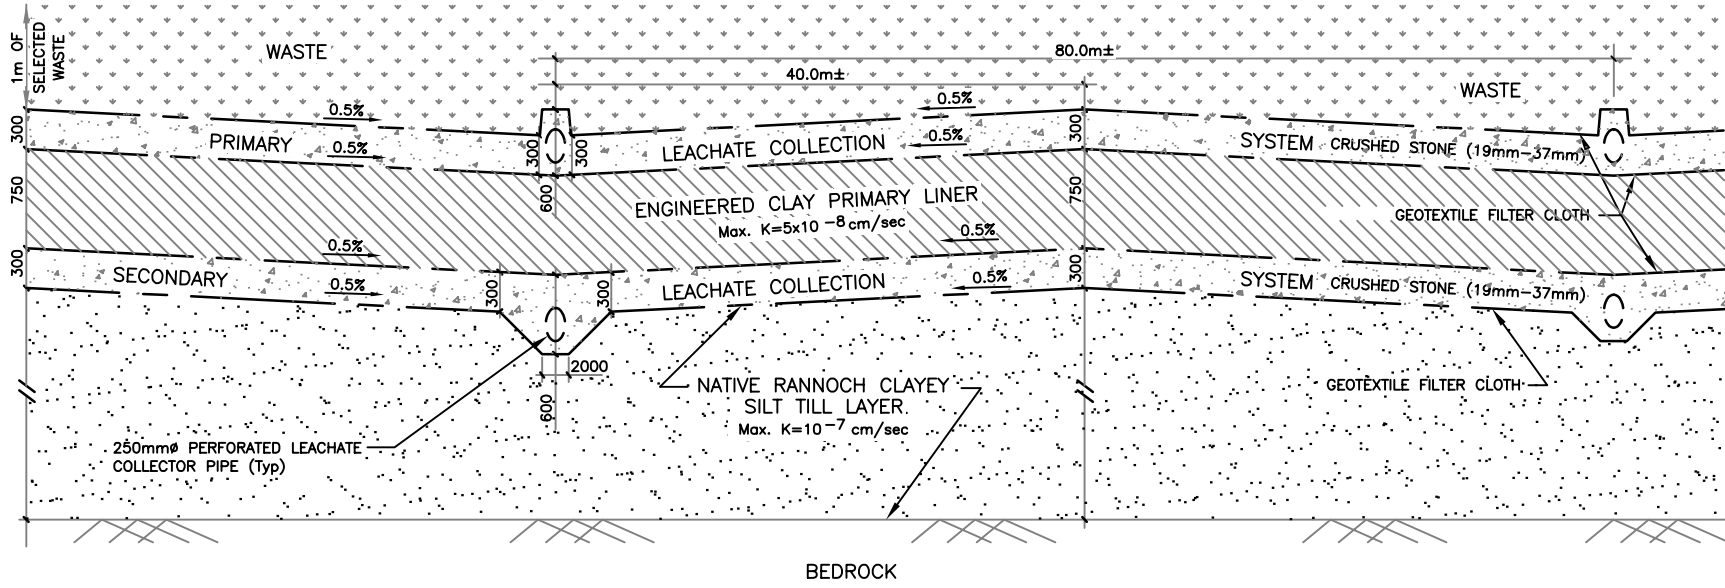 1m OF
SELECTED
WASTE
WASTE
80.0m±
40.0m±
WASTE
0.5%
0.5%
300
PRIMARY
0.5%
300
300
LEACHATE COLLECTION
0.5%
300
SYSTEM CRUSHED STONE (19mm-37mm)
750
600
ENGINEERED CLAY PRIMARY LINER
Max. K=5x10 -8 cm/sec
750
GEOTEXTILE FILTER CLOTH
0.5%
0.5%
300
SECONDARY
0.5%
300
300
LEACHATE COLLECTION
0.5%
300
SYSTEM CRUSHED STONE (19mm-37mm)
2000
600
NATIVE RANNOCH CLAYEY
SILT TILL LAYER
Max. K=10 -7 cm/sec
GEOTEXTILE FILTER CLOTH
250mmø PERFORATED LEACHATE
COLLECTOR PIPE (Typ)
BEDROCK